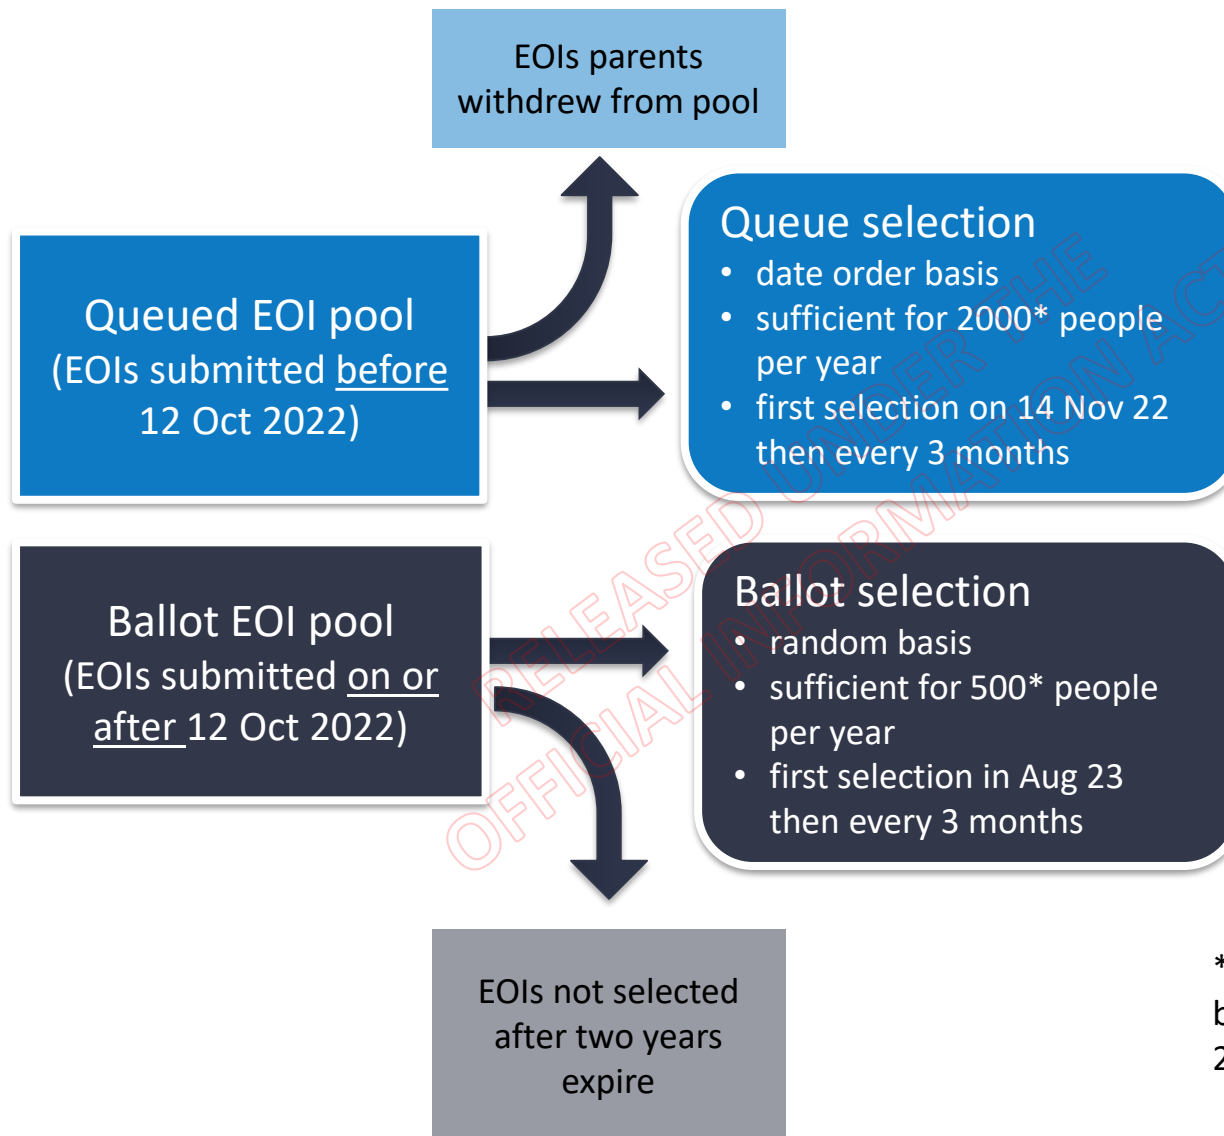 EOIs parents
withdrew from pool
Queued EOI pool
(EOIs submitted before
12 Oct 2022)
Queue selection
• date order basis
• sufficient for 2000* people
per year
• first selection on 14 Nov 22
then every 3 months
Ballot EOI pool
(EOIs submitted on or
after 12 Oct 2022)
Ballot selection
• random basis
• sufficient for 500* people
per year
• first selection in Aug 23
then every 3 months
EOIs not selected
after two years
expire
*
b
2
RELEASED UNDER THE
OFFICIAL INFORMATION ACT